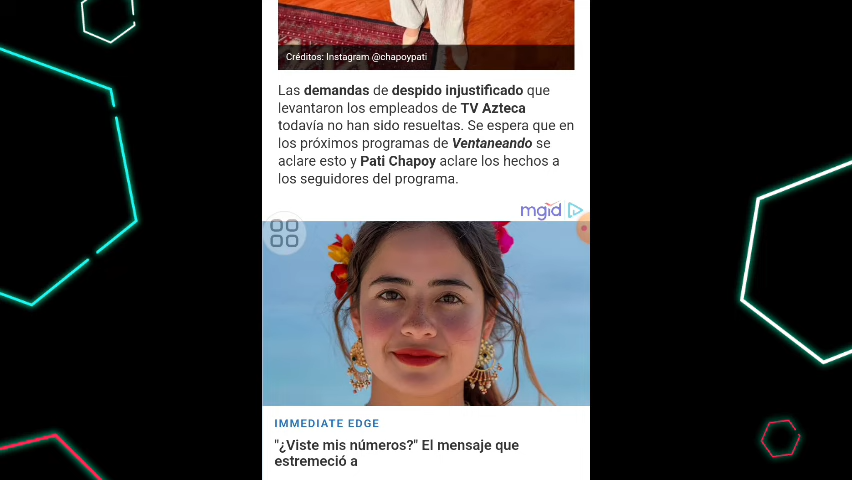 Créditos: Instagram @chapoypati
Las demandas de despido injustificado que
levantaron los empleados de TV Azteca
todavía no han sido resueltas. Se espera que en
los próximos programas de Ventaneando se
aclare esto y Pati Chapoy aclare los hechos a
los seguidores del programa.
mgid
IMMEDIATE EDGE
"¿Viste mis números?" El mensaje que
estremeció a